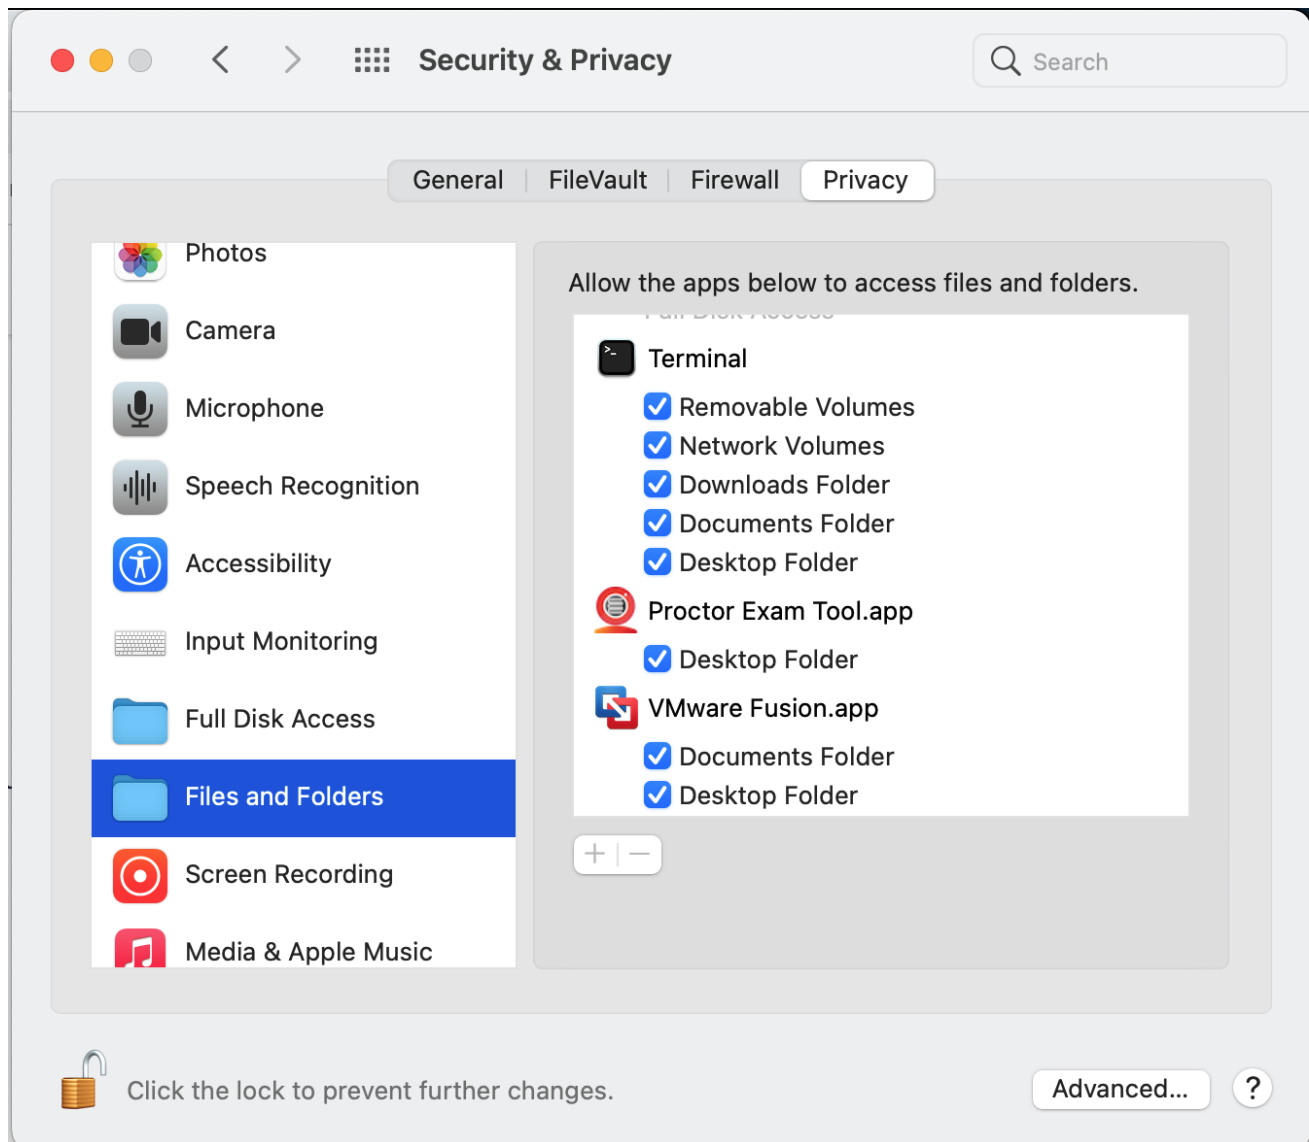 Security & Privacy
Search
General
FileVault
Firewall
Privacy
Photos
Camera
Microphone
Speech Recognition
Accessibility
Input Monitoring
Full Disk Access
Files and Folders
Screen Recording
Media & Apple Music
Allow the apps below to access files and folders.
Full Disk Access
Terminal
Removable Volumes
Network Volumes
Downloads Folder
Documents Folder
Desktop Folder
Proctor Exam Tool.app
Desktop Folder
VMware Fusion.app
Documents Folder
Desktop Folder
Click the lock to prevent further changes.
Advanced...
?